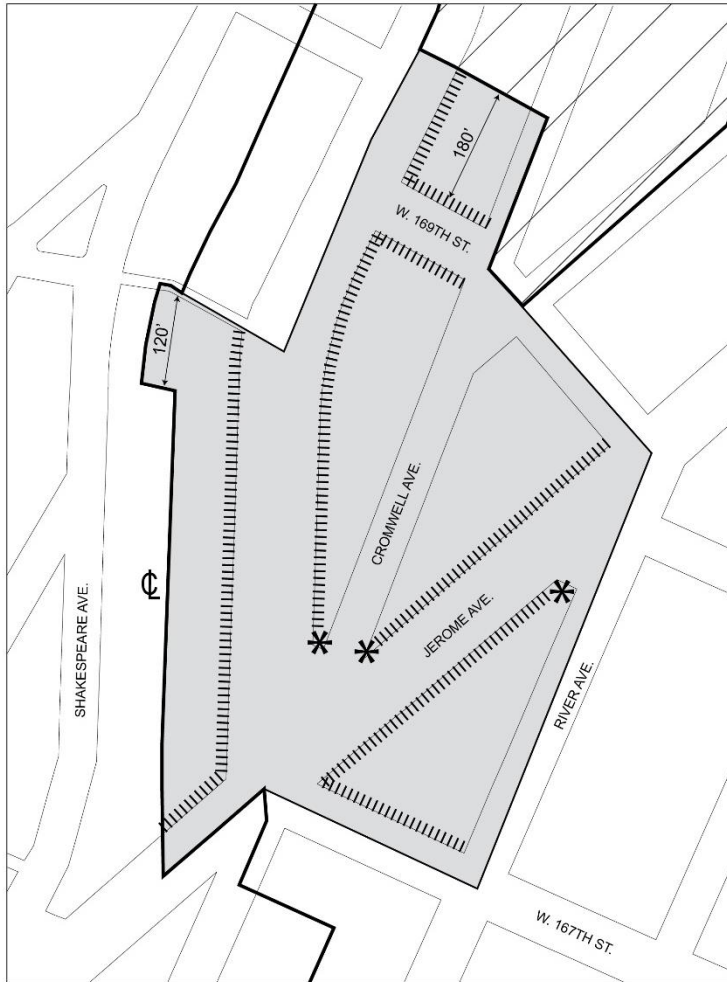 180'
W. 169TH ST.
120'
CROMWELL AVE.
℄
SHAKESPEARE AVE.
JEROME AVE.
RIVER AVE.
W. 167TH ST.